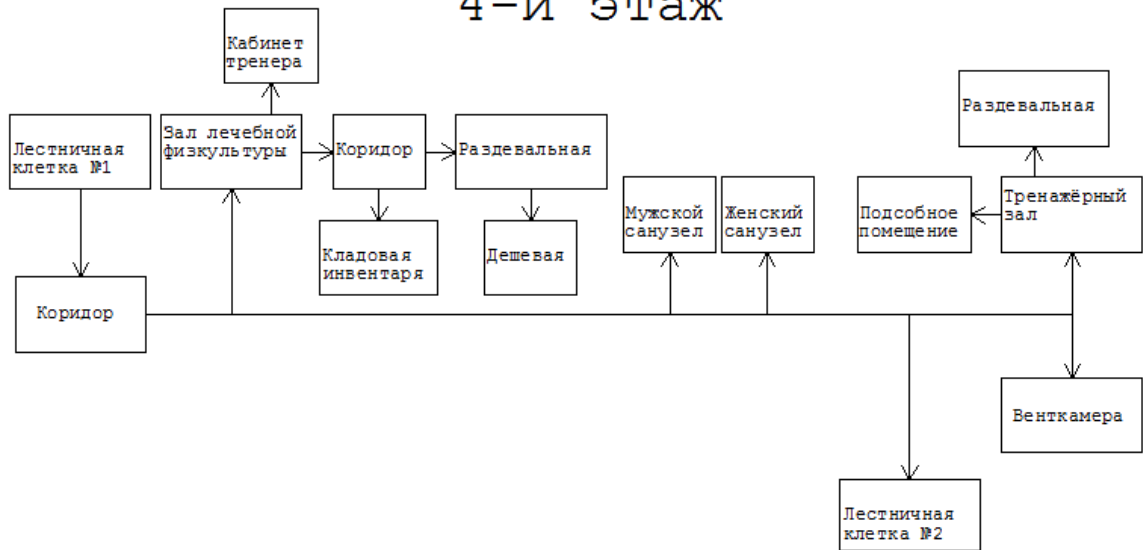 4-й этаж
Кабинет
тренера
Лестничная
клетка №1
Зал лечебной
физкультуры
Коридор
Раздевальная
Раздевальная
Кладовая
инвентаря
Дешевая
Мужской
санузел
Женский
санузел
Подсобное
помещение
Тренажёрный
зал
Коридор
Венткамера
Лестничная
клетка №2